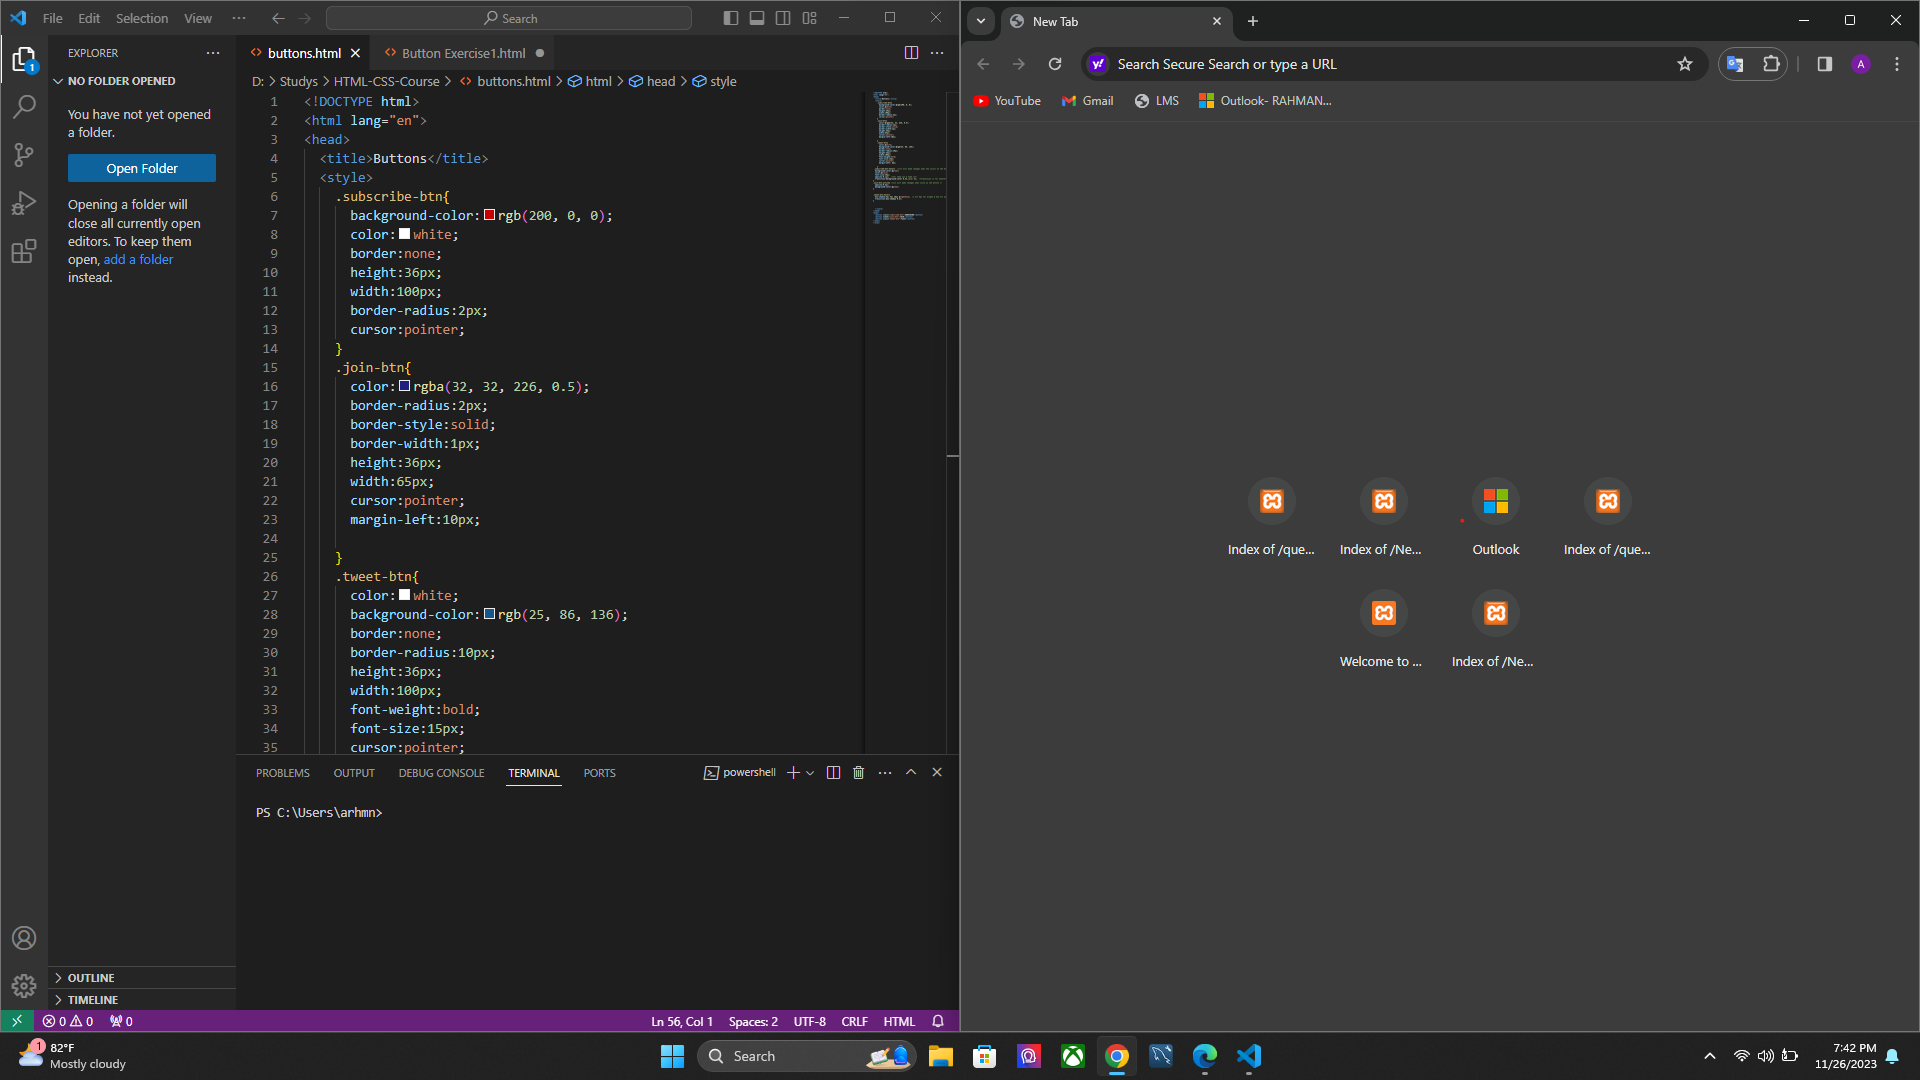 File Edit Selection View ··· Search
EXPLORER ···
NO FOLDER OPENED
You have not yet opened
a folder.
Open Folder
Opening a folder will
close all currently open
editors. To keep them
open, add a folder
instead.
OUTLINE
TIMELINE
buttons.html Button Exercise1.html
D: > Studys > HTML-CSS-Course > buttons.html > html > head > style
1 <!DOCTYPE html>
2 <html lang="en">
3 <head>
4 <title>Buttons</title>
5 <style>
6 .subscribe-btn{
7 background-color:rgb(200, 0, 0);
8 color:white;
9 border:none;
10 height:36px;
11 width:100px;
12 border-radius:2px;
13 cursor:pointer;
14 }
15 .join-btn{
16 color:rgba(32, 32, 226, 0.5);
17 border-radius:2px;
18 border-style:solid;
19 border-width:1px;
20 height:36px;
21 width:65px;
22 cursor:pointer;
23 margin-left:10px;
24
25 }
26 .tweet-btn{
27 color:white;
28 background-color:rgb(25, 86, 136);
29 border:none;
30 border-radius:10px;
31 height:36px;
32 width:100px;
33 font-weight:bold;
34 font-size:15px;
35 cursor:pointer;
PROBLEMS OUTPUT DEBUG CONSOLE TERMINAL PORTS powershell
PS C:\Users\arhmn>
0 0 0 Ln 56, Col 1 Spaces: 2 UTF-8 CRLF HTML
New Tab
y! Search Secure Search or type a URL A
YouTube Gmail LMS Outlook- RAHMAN...
Index of /que... Index of /Ne... Outlook Index of /que...
Welcome to ... Index of /Ne...
1
82°F
Mostly cloudy
Search
7:42 PM
11/26/2023